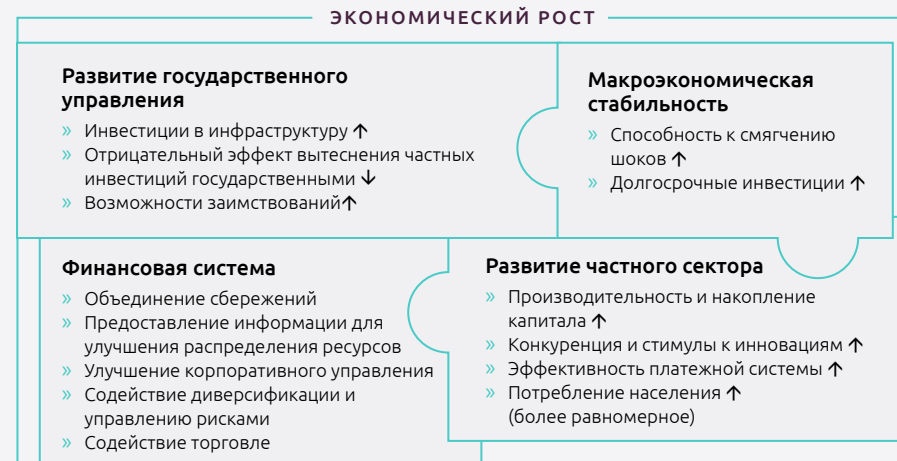 ЭКОНОМИЧЕСКИЙ РОСТ
Развитие государственного
управления
» Инвестиции в инфраструктуру ↑
» Отрицательный эффект вытеснения частных
инвестиций государственными ↓
» Возможности заимствований↑
Макроэкономическая
стабильность
» Способность к смягчению
шоков ↑
» Долгосрочные инвестиции ↑
Финансовая система
» Объединение сбережений
» Предоставление информации для
улучшения распределения ресурсов
» Улучшение корпоративного управления
» Содействие диверсификации и
управлению рисками
» Содействие торговле
Развитие частного сектора
» Производительность и накопление
капитала ↑
» Конкуренция и стимулы к инновациям ↑
» Эффективность платежной системы ↑
» Потребление населения ↑
(более равномерное)